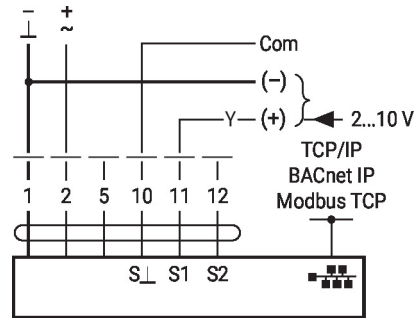 − +
⊥ ~
Com
(−)
Y (+) 2...10 V
TCP/IP
BACnet IP
Modbus TCP
1 2 5 10 11 12
S⊥ S1 S2